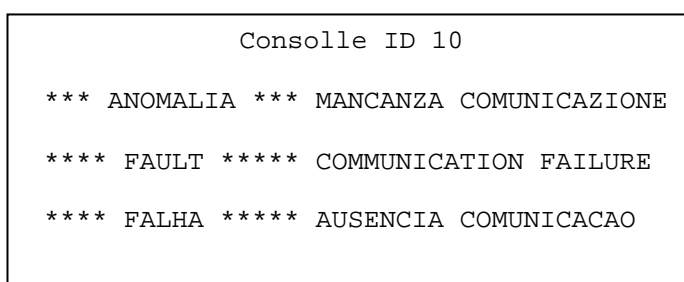 Consolle ID 10
*** ANOMALIA *** MANCANZA COMUNICAZIONE
**** FAULT ***** COMMUNICATION FAILURE
**** FALHA ***** AUSENCIA COMUNICACAO